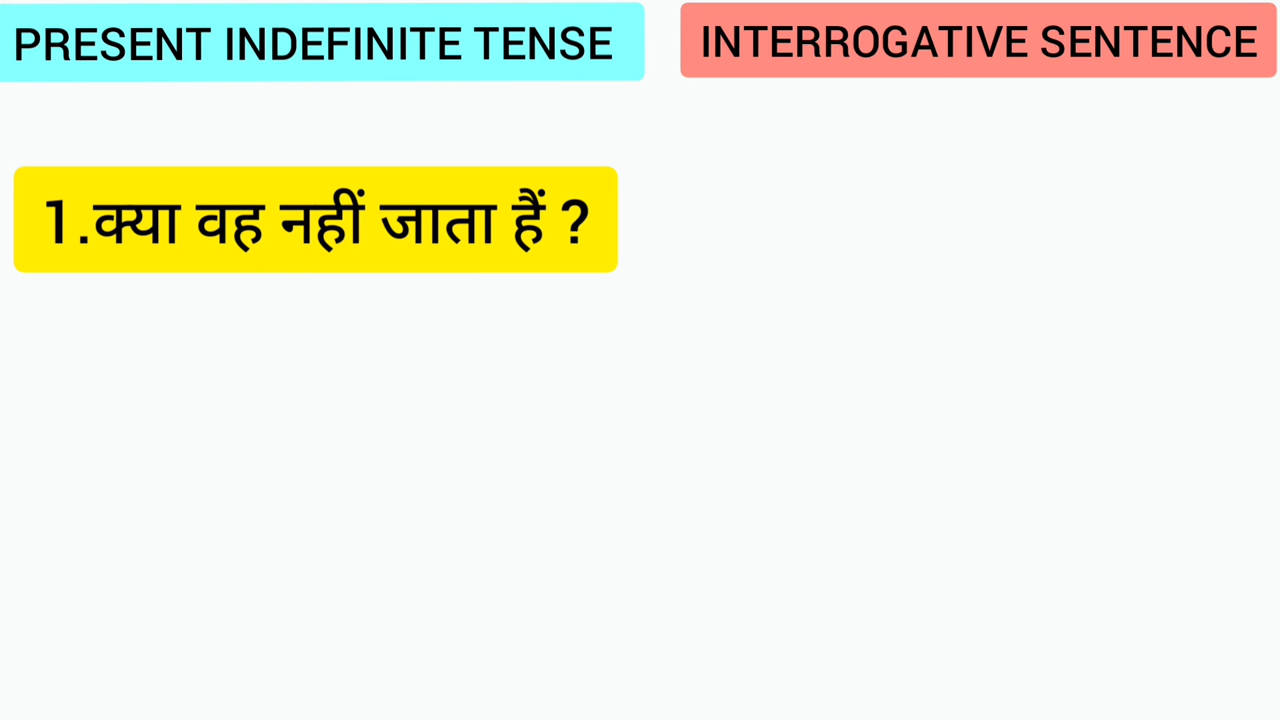 PRESENT INDEFINITE TENSE
INTERROGATIVE SENTENCE
1.क्या वह नहीं जाता हैं ?